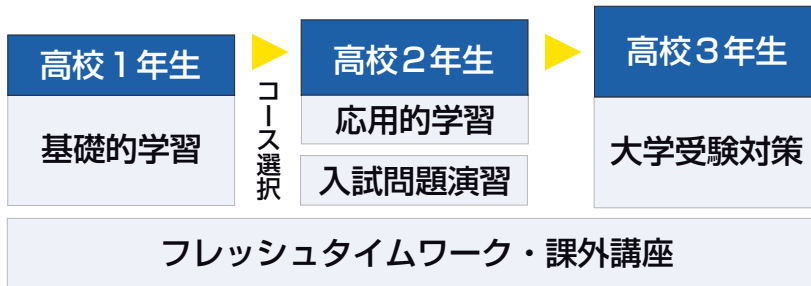 高校１年生
基礎的学習
コース選択
高校２年生
応用的学習
入試問題演習
高校３年生
大学受験対策
フレッシュタイムワーク・課外講座